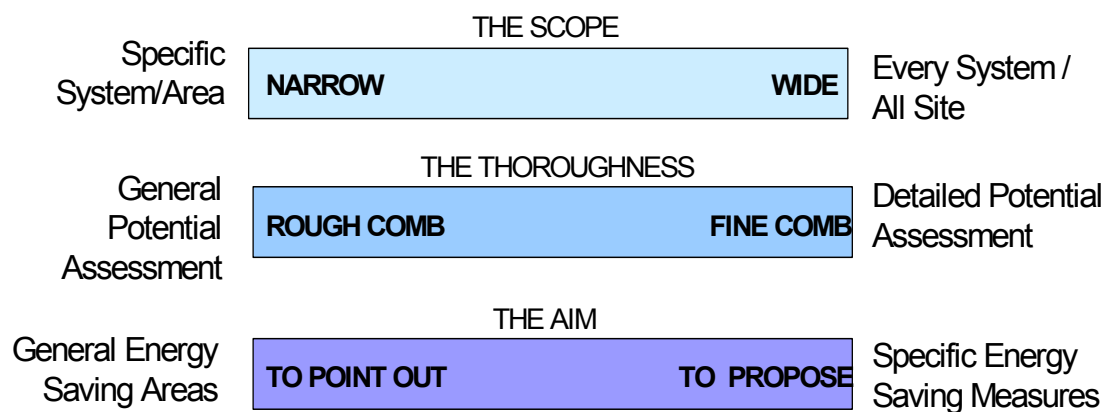 THE SCOPE
Specific
System/Area
NARROW WIDE
Every System /
All Site
THE THOROUGHNESS
General
Potential
Assessment
ROUGH COMB FINE COMB
Detailed Potential
Assessment
THE AIM
General Energy
Saving Areas
TO POINT OUT TO PROPOSE
Specific Energy
Saving Measures